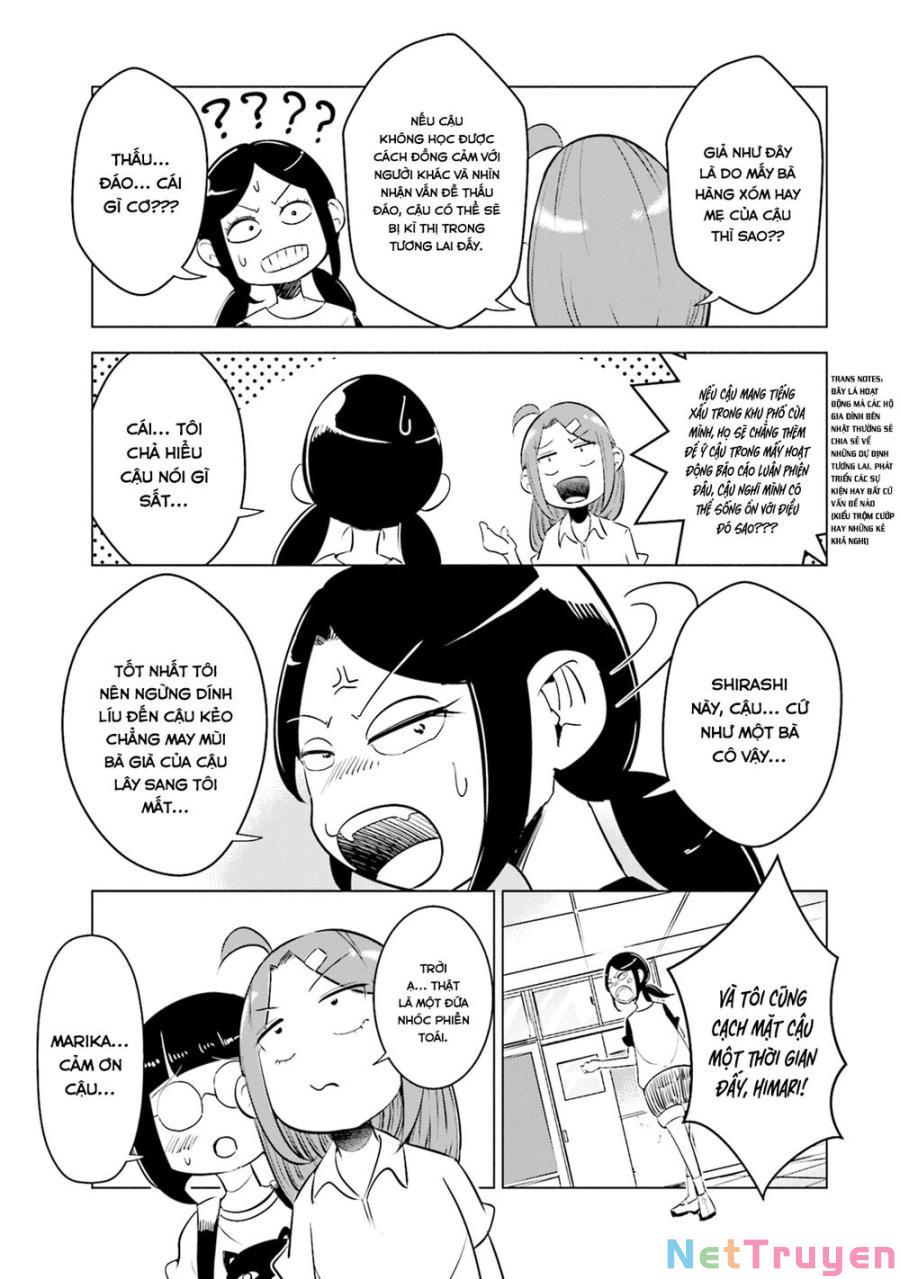 GIẢ NHƯ ĐÂY
LÀ DO MẤY BÀ
HÀNG XÓM HAY
MẸ CỦA CẬU
THÌ SAO??
NẾU CẬU
KHÔNG HỌC ĐƯỢC
CÁCH ĐỒNG CẢM VỚI
NGƯỜI KHÁC VÀ NHÌN
NHẬN VẤN ĐỀ THẤU
ĐÁO, CẬU CÓ THỂ SẼ
BỊ KÌ THỊ TRONG
TƯƠNG LAI ĐẤY.
????
THẤU...
ĐÁO... CÁI
GÌ CƠ???
TRANS NOTES:
ĐÂY LÀ HOẠT
ĐỘNG MÀ CÁC HỘ
GIA ĐÌNH BÊN
NHẬT THƯỜNG SẼ
CHIA SẺ VỀ
NHỮNG DỰ ĐỊNH
TƯƠNG LAI, PHÁT
TRIỂN CÁC SỰ
KIỆN HAY BẤT CỨ
VẤN ĐỀ NÀO
(KIỂU TRỘM CƯỚP
HAY NHỮNG KẺ
KHẢ NGHI)
NẾU CẬU MANG TIẾNG
XẤU TRONG KHU PHỐ CỦA
MÌNH, HỌ SẼ CHẲNG THÈM
ĐỂ Ý CẬU TRONG MẤY HOẠT
ĐỘNG BÁO CÁO LUÂN PHIÊN
ĐÂU, CẬU NGHĨ MÌNH CÓ
THỂ SỐNG ỔN VỚI ĐIỀU
ĐÓ SAO???
CÁI... TÔI
CHẢ HIỂU
CẬU NÓI GÌ
SẤT...
SHIRASHI
NÀY, CẬU... CỨ
NHƯ MỘT BÀ
CÔ VẬY...
TỐT NHẤT TÔI
NÊN NGỪNG DÍNH
LÍU ĐẾN CẬU KẺO
CHẲNG MAY MÙI
BÀ GIÀ CỦA CẬU
LÂY SANG TÔI
MẤT...
VÀ TÔI CŨNG
CẠCH MẶT CẬU
MỘT THỜI GIAN
ĐẤY, HIMARI!
TRỜI
Ạ... THẬT
LÀ MỘT ĐỨA
NHÓC PHIỀN
TOÁI.
MARIKA...
CẢM ƠN
CẬU...
NetTruyen